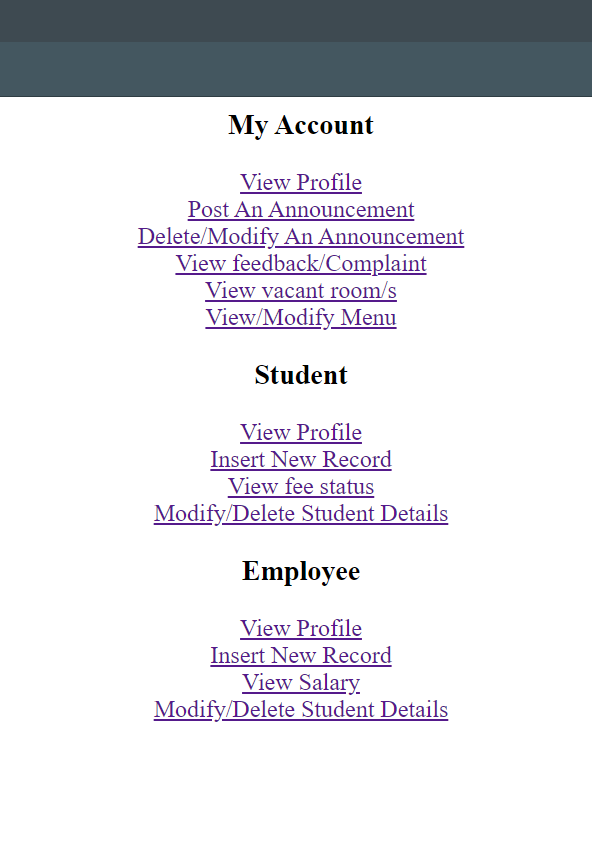 My Account
View Profile
Post An Announcement
Delete/Modify An Announcement
View feedback/Complaint
View vacant room/s
View/Modify Menu
Student
View Profile
Insert New Record
View fee status
Modify/Delete Student Details
Employee
View Profile
Insert New Record
View Salary
Modify/Delete Student Details